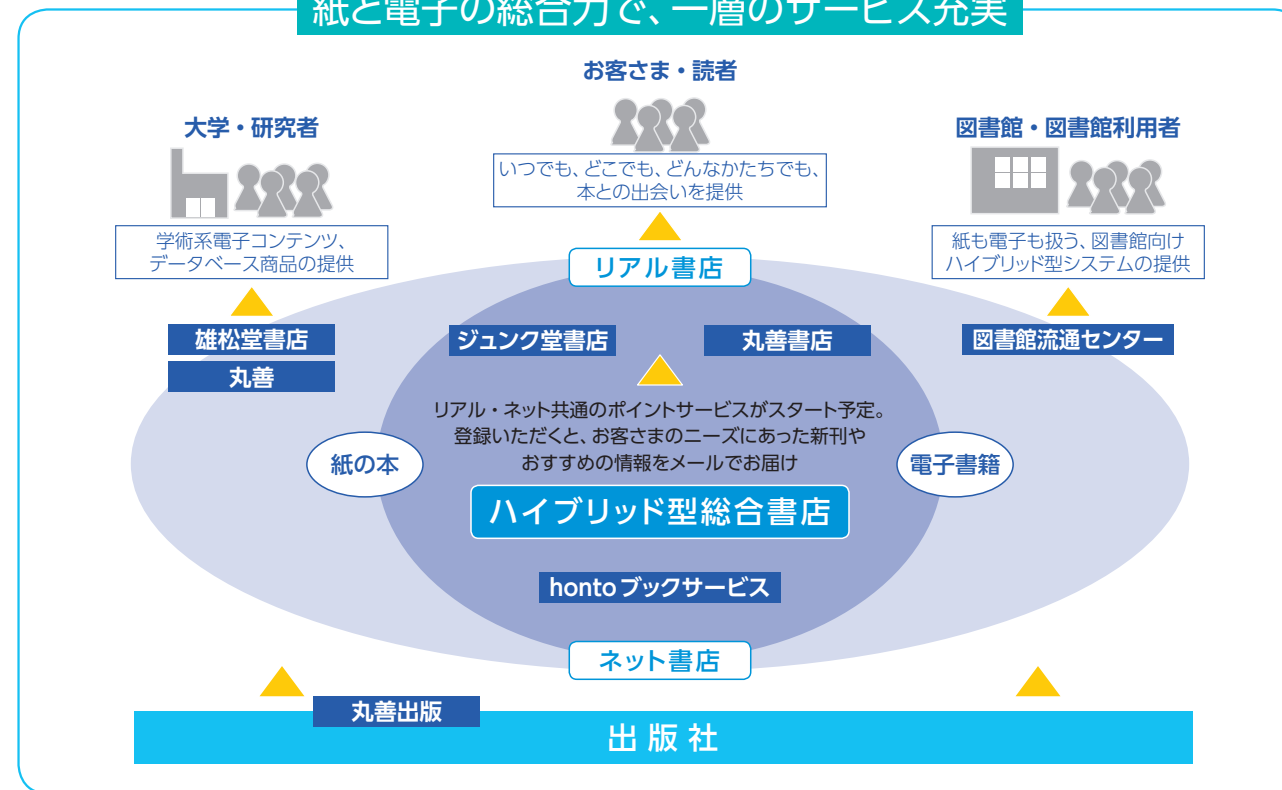 紙と電子の総合力で、一層のサービス充実
お客さま・読者
いつでも、どこでも、どんなかたちでも、
本との出会いを提供
大学・研究者
学術系電子コンテンツ、
データベース商品の提供
図書館・図書館利用者
紙も電子も扱う、図書館向け
ハイブリッド型システムの提供
リアル書店
雄松堂書店
丸善
ジュンク堂書店
丸善書店
図書館流通センター
リアル・ネット共通のポイントサービスがスタート予定。
登録いただくと、お客さまのニーズにあった新刊や
おすすめの情報をメールでお届け
紙の本
電子書籍
ハイブリッド型総合書店
hontoブックサービス
ネット書店
丸善出版
出版社